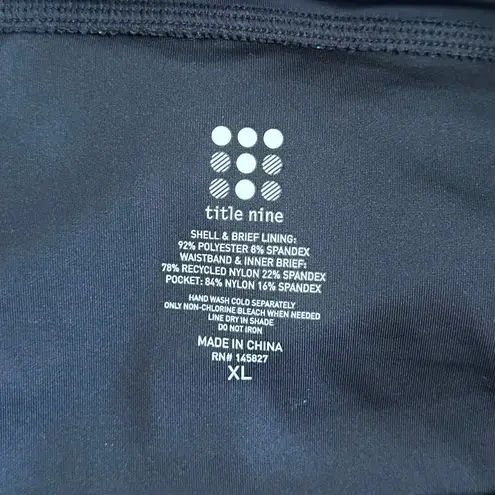 title nine
SHELL & BRIEF LINING:
92% POLYESTER 8% SPANDEX
WAISTBAND & INNER BRIEF:
78% RECYCLED NYLON 22% SPANDEX
POCKET: 84% NYLON 16% SPANDEX
HAND WASH COLD SEPARATELY
ONLY NON-CHLORINE BLEACH WHEN NEEDED
LINE DRY IN SHADE
DO NOT IRON
MADE IN CHINA
RN# 145827
XL